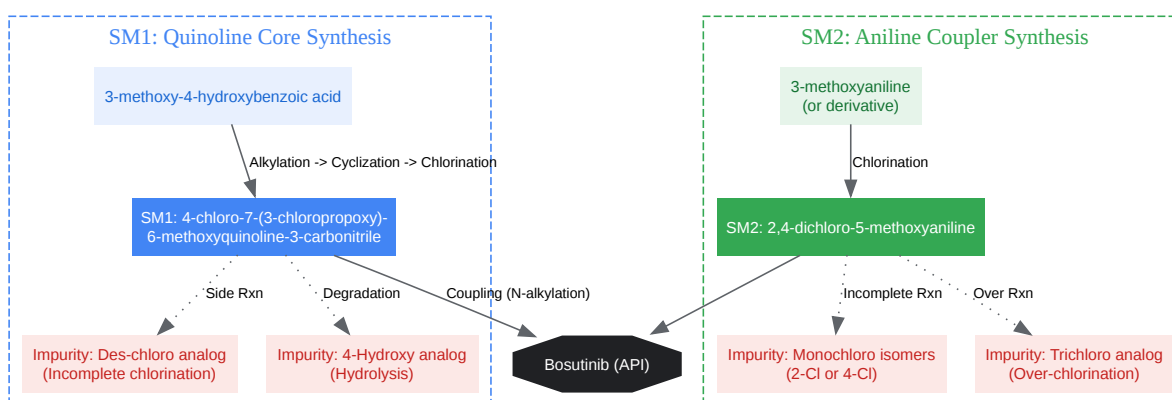 SM1: Quinoline Core Synthesis
SM2: Aniline Coupler Synthesis
3-methoxy-4-hydroxybenzoic acid
3-methoxyaniline
(or derivative)
Alkylation -> Cyclization -> Chlorination
Chlorination
SM1: 4-chloro-7-(3-chloropropoxy)-
6-methoxyquinoline-3-carbonitrile
SM2: 2,4-dichloro-5-methoxyaniline
Side Rxn
Degradation
Coupling (N-alkylation)
Incomplete Rxn
Over Rxn
Impurity: Des-chloro analog
(Incomplete chlorination)
Impurity: 4-Hydroxy analog
(Hydrolysis)
Bosutinib (API)
Impurity: Monochloro isomers
(2-Cl or 4-Cl)
Impurity: Trichloro analog
(Over-chlorination)